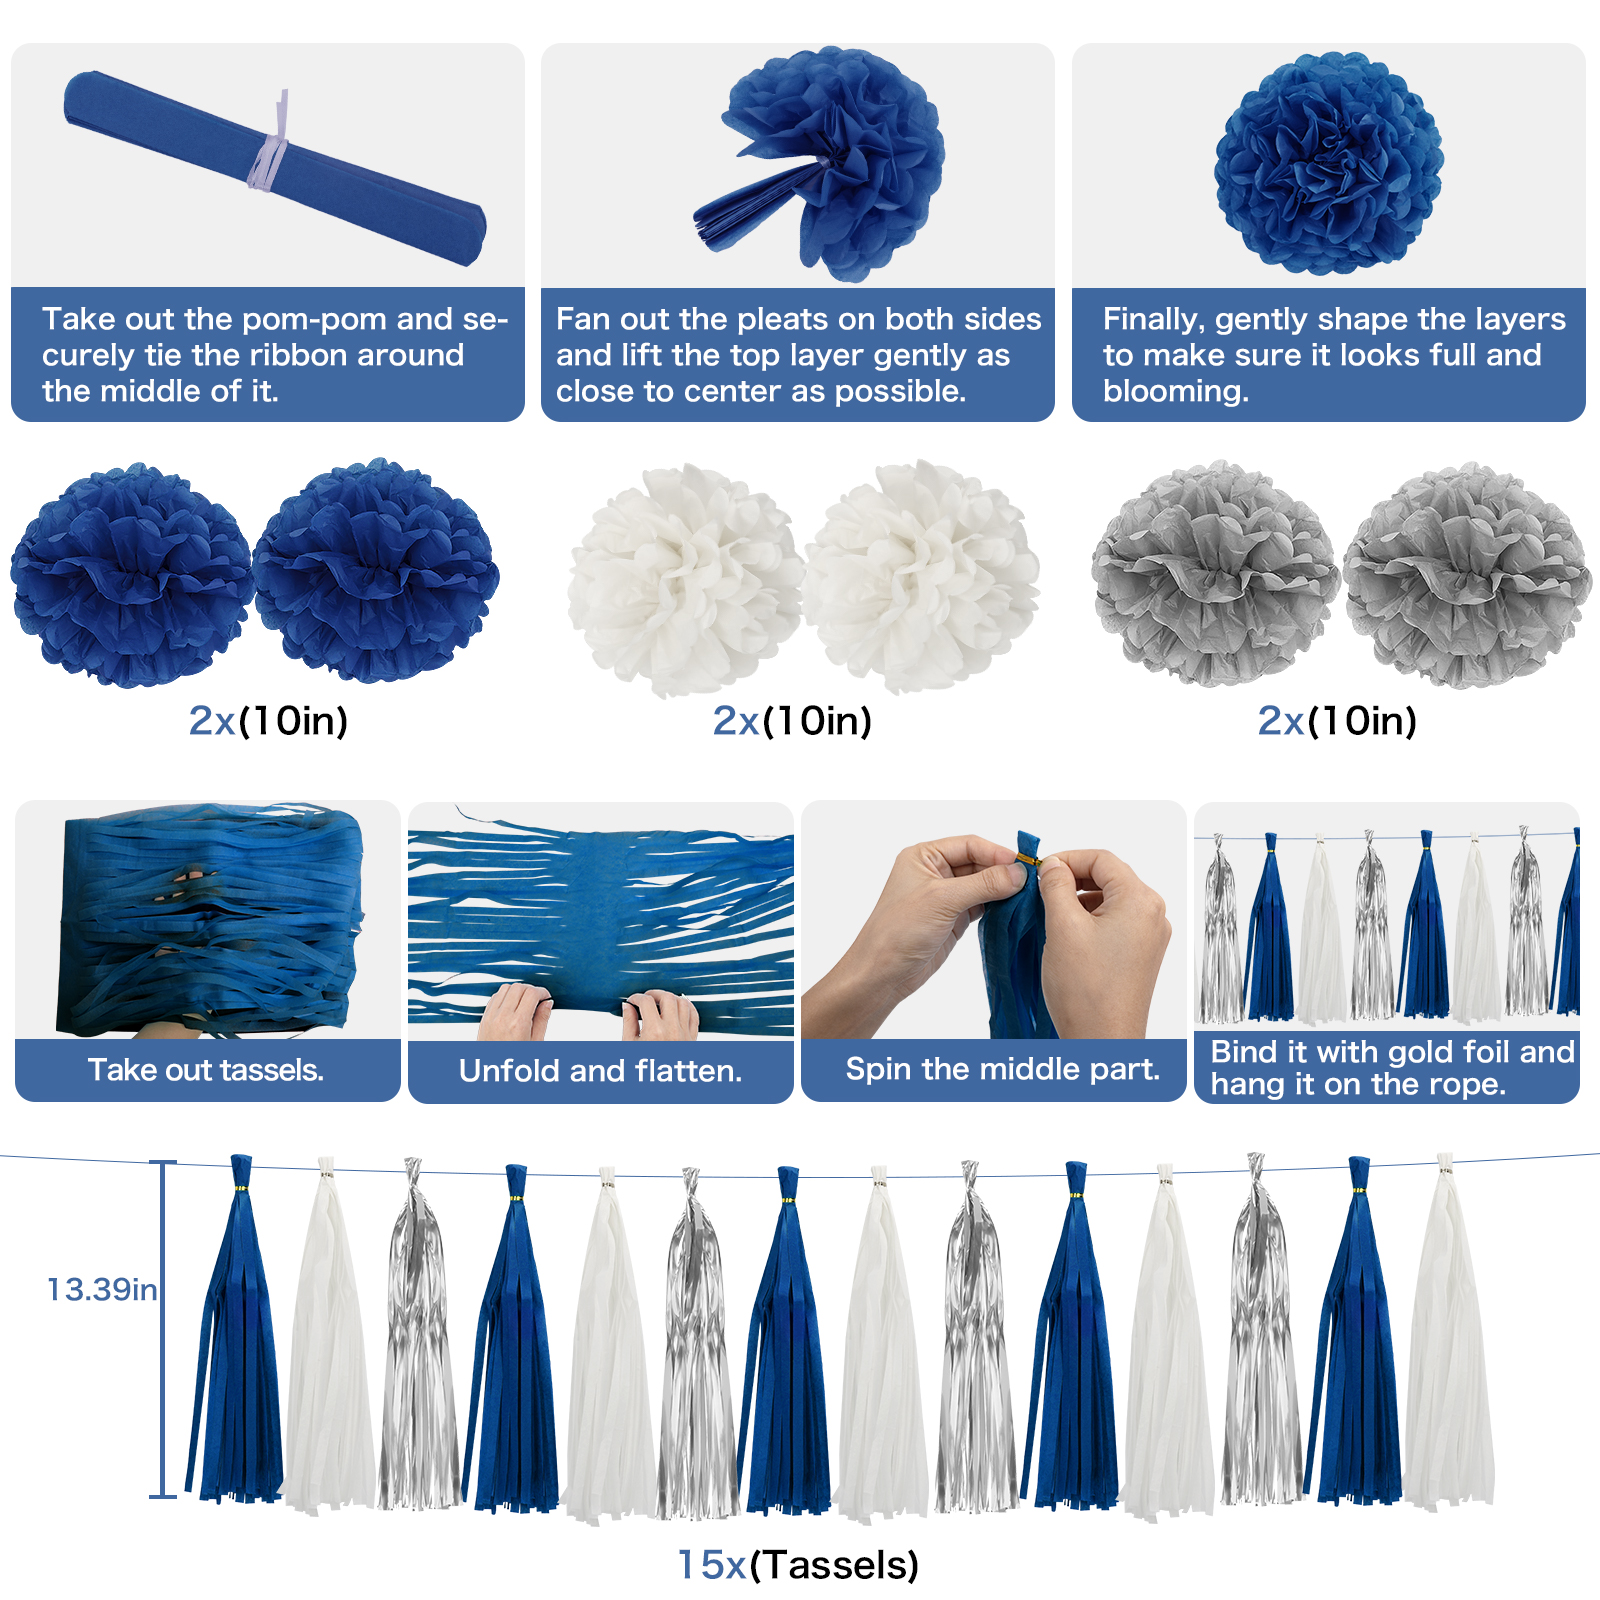 Take out the pom-pom and se-
curely tie the ribbon around
the middle of it.
Fan out the pleats on both sides
and lift the top layer gently as
close to center as possible.
Finally, gently shape the layers
to make sure it looks full and
blooming.
2x(10in)
2x(10in)
2x(10in)
Take out tassels.
Unfold and flatten.
Spin the middle part.
Bind it with gold foil and
hang it on the rope.
13.39in
15x(Tassels)